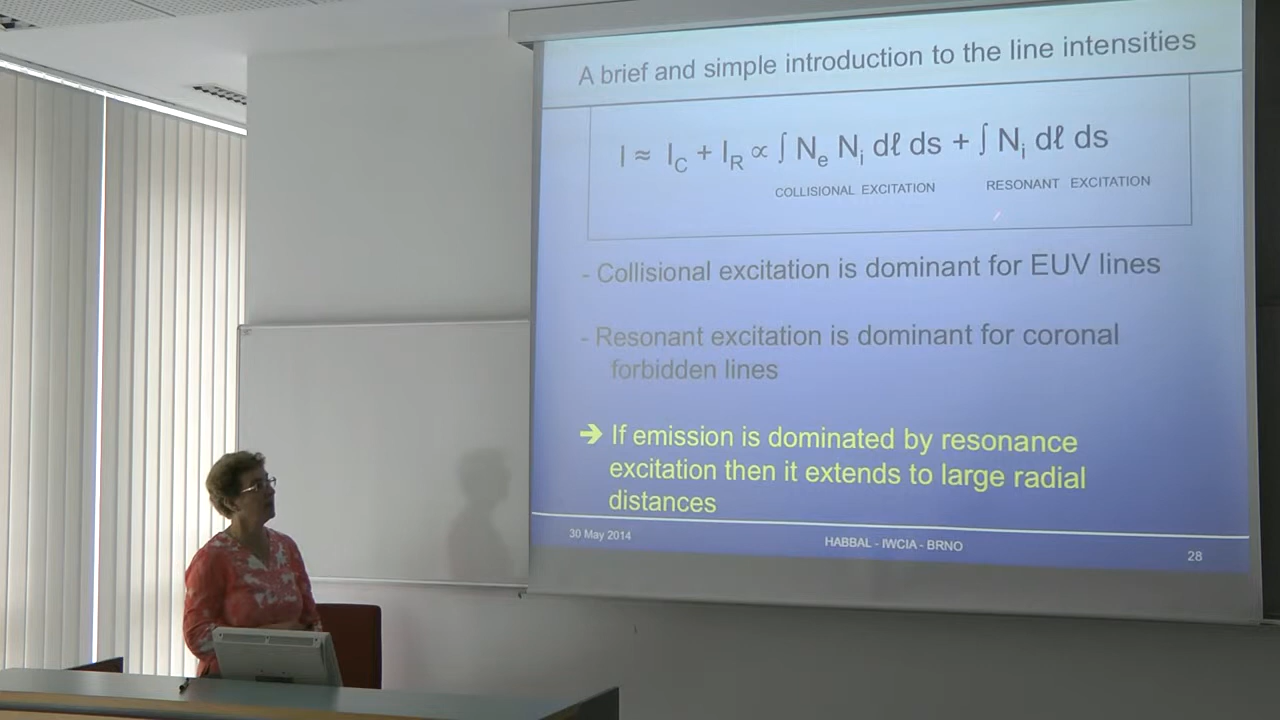 A brief and simple introduction to the line intensities
I ≈ I_C + I_R ∝ ∫ N_e N_i dℓ ds + ∫ N_i dℓ ds
COLLISIONAL EXCITATION RESONANT EXCITATION
- Collisional excitation is dominant for EUV lines
- Resonant excitation is dominant for coronal
forbidden lines
➔ If emission is dominated by resonance
excitation then it extends to large radial
distances
30 May 2014 HABBAL - IWCIA - BRNO 28